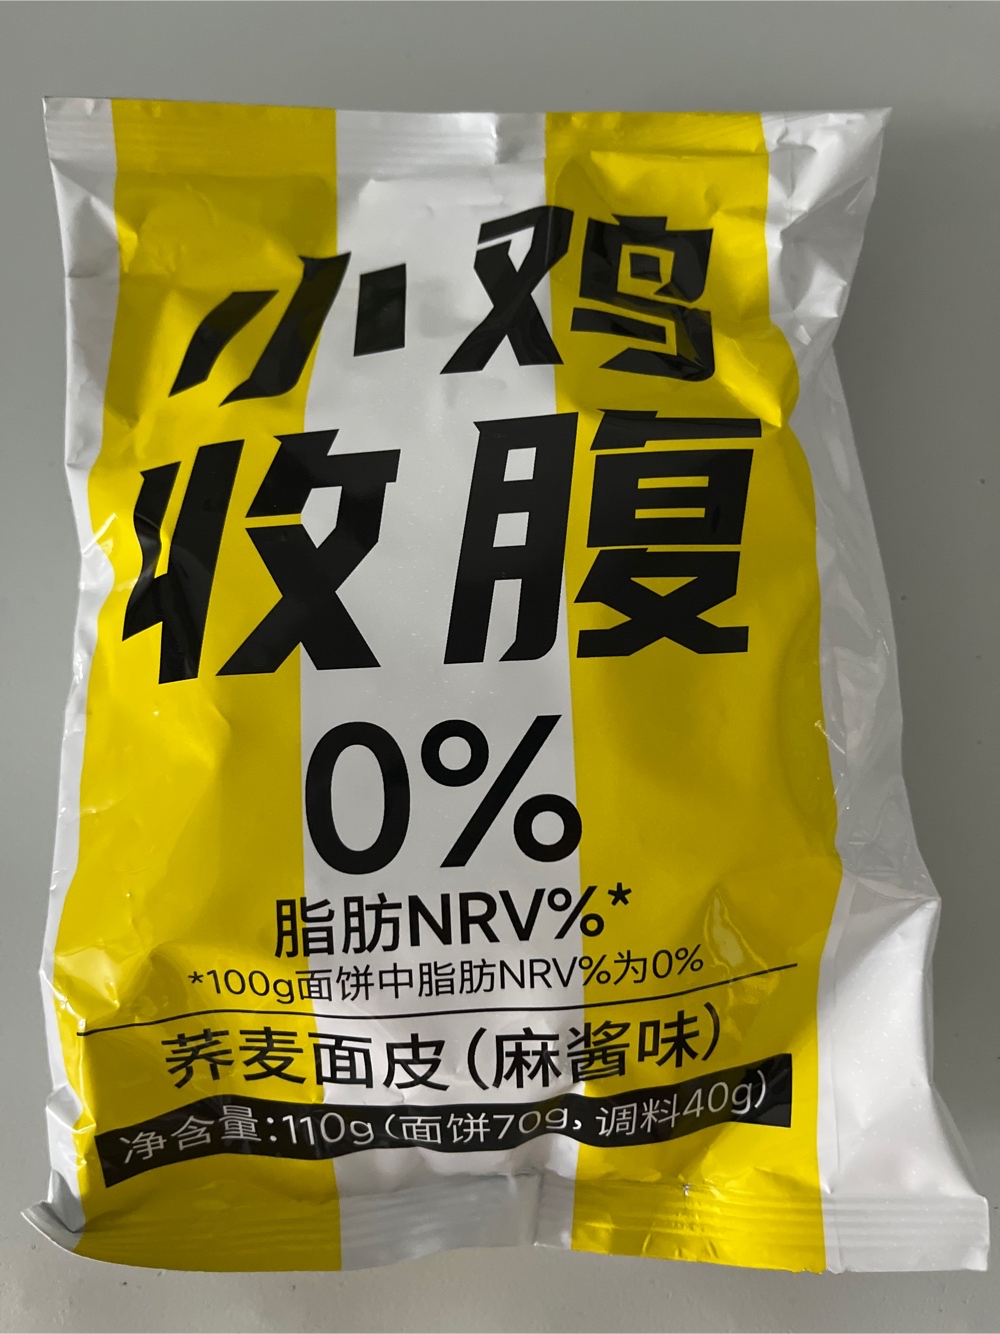 小鸡
收腹
0%
脂肪NRV%*
*100g面饼中脂肪NRV%为0%
荞麦面皮(麻酱味)
净含量:110g(面饼70g,调料40g)